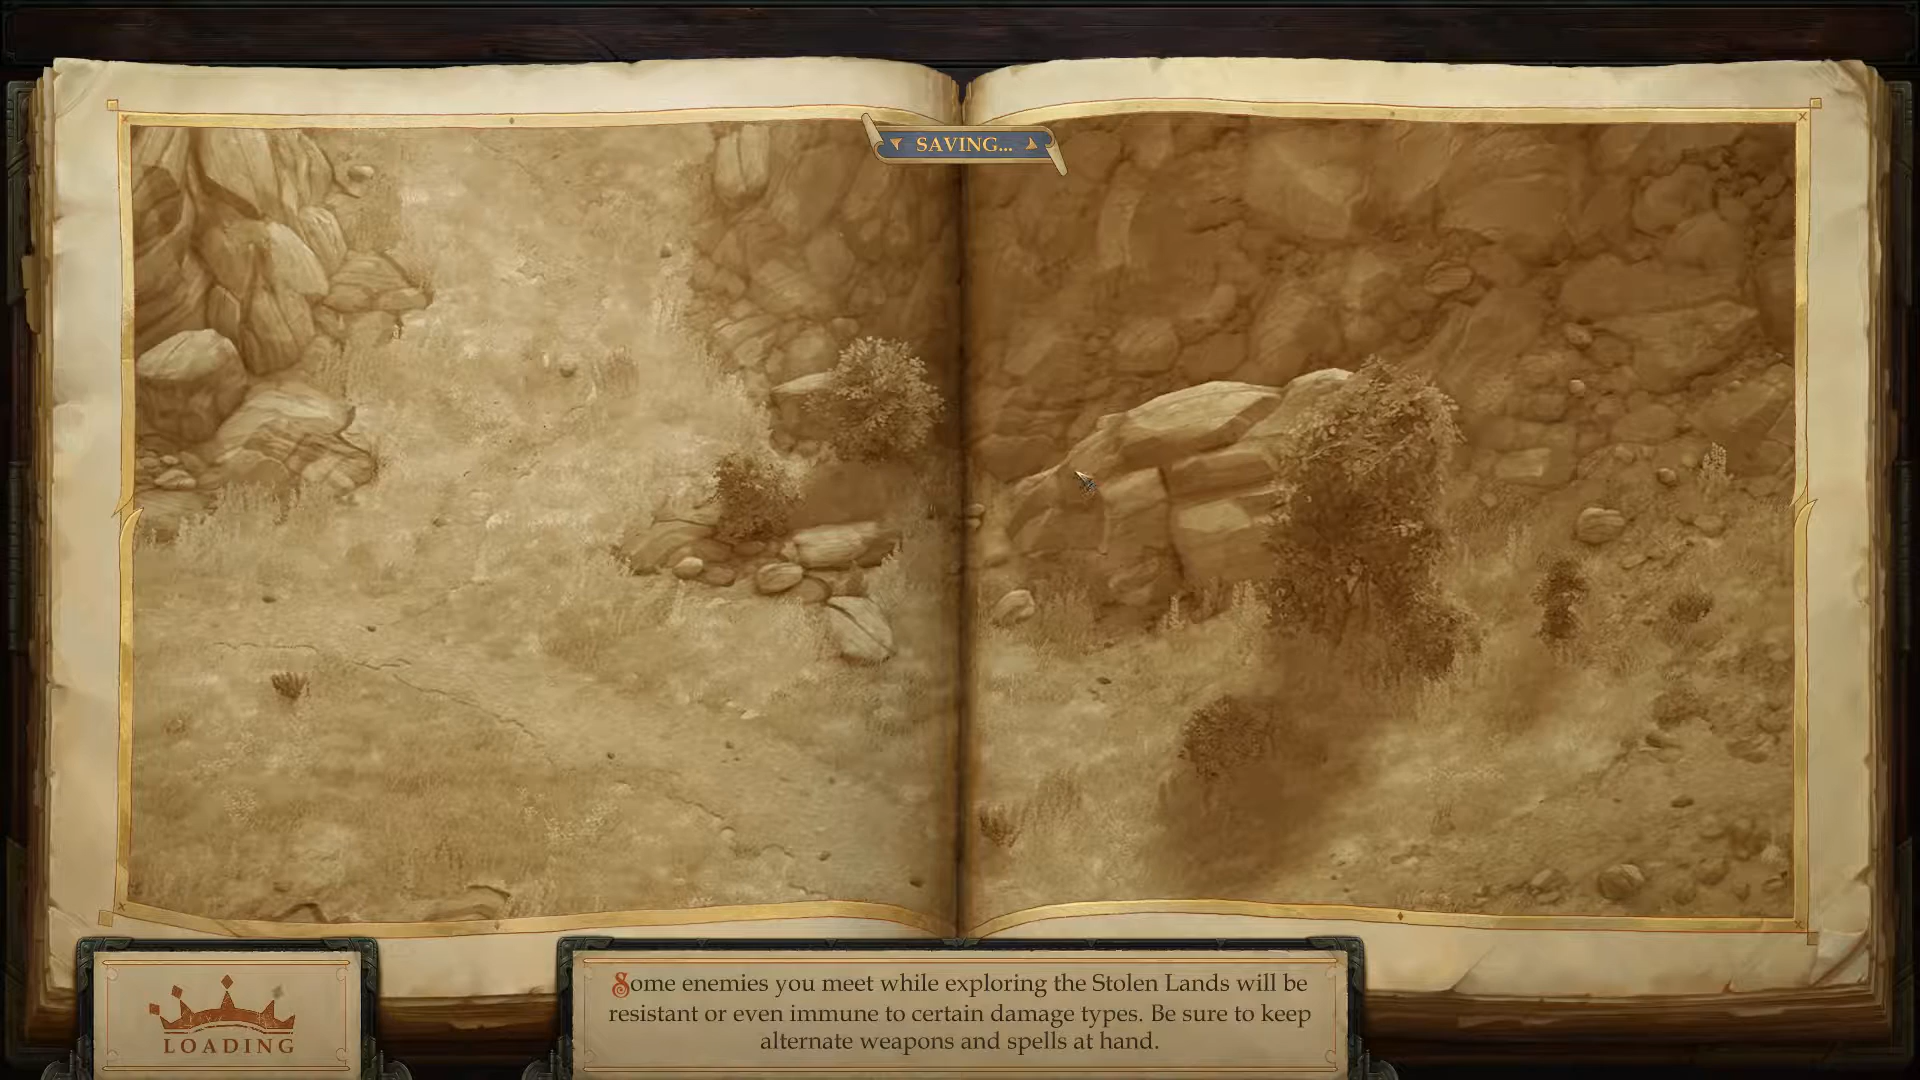 SAVING...
Some enemies you meet while exploring the Stolen Lands will be
resistant or even immune to certain damage types. Be sure to keep
alternate weapons and spells at hand.
LOADING